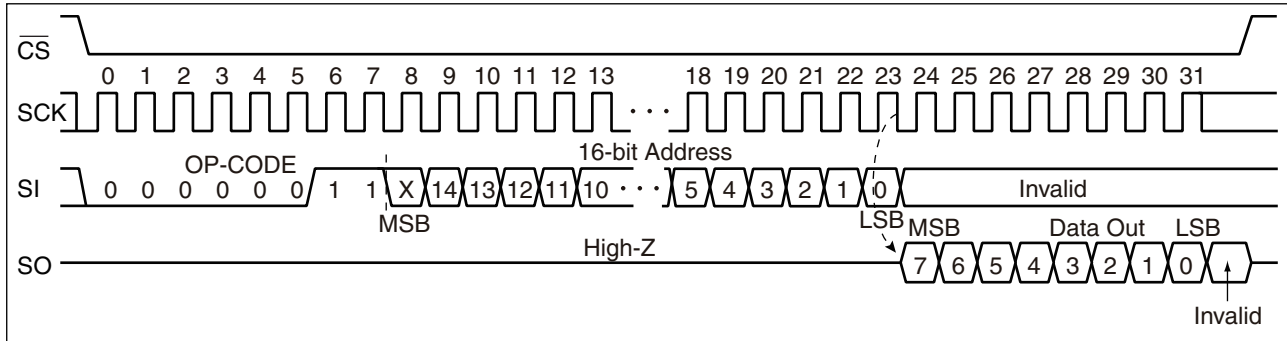 CS
0 1 2 3 4 5 6 7 8 9 10 11 12 13 18 19 20 21 22 23 24 25 26 27 28 29 30 31
SCK
OP-CODE 16-bit Address
SI 0 0 0 0 0 0 1 1 X 14 13 12 11 10 5 4 3 2 1 0 Invalid
MSB LSB MSB Data Out LSB
High-Z
SO 7 6 5 4 3 2 1 0
Invalid